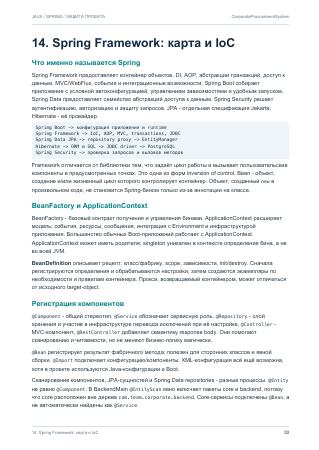 JAVA / SPRING / ЗАЩИТА ПРОЕКТА
CorporateProcurementSystem
14. Spring Framework: карта и IoC
Что именно называется Spring
Spring Framework предоставляет контейнер объектов, DI, AOP, абстракции транзакций, доступ к
данным, MVC/WebFlux, события и интеграционные возможности. Spring Boot собирает
приложение с условной автоконфигурацией, управлением зависимостями и удобным запуском.
Spring Data предоставляет семейство абстракций доступа к данным. Spring Security решает
аутентификацию, авторизацию и защиту запросов. JPA - отдельная спецификация Jakarta;
Hibernate - её провайдер.
Spring Boot -> конфигурация приложения и runtime
Spring Framework -> IoC, AOP, MVC, transactions, JDBC
Spring Data JPA -> repository proxy -> EntityManager
Hibernate -> ORM и SQL -> JDBC driver -> PostgreSQL
Spring Security -> проверка запросов и вызовов методов
Framework отличается от библиотеки тем, что задаёт цикл работы и вызывает пользовательские
компоненты в предусмотренных точках. Это одна из форм inversion of control. Bean - объект,
создание и/или жизненный цикл которого контролирует контейнер. Объект, созданный new в
произвольном коде, не становится Spring-бином только из-за аннотации на классе.
BeanFactory и ApplicationContext
BeanFactory - базовый контракт получения и управления бинами. ApplicationContext расширяет
модель: события, ресурсы, сообщения, интеграция с Environment и инфраструктурой
приложения. Большинство обычных Boot-приложений работает с ApplicationContext.
ApplicationContext может иметь родителя; singleton уникален в контексте определения бина, а не
во всей JVM.
BeanDefinition описывает рецепт: класс/фабрику, scope, зависимости, init/destroy. Сначала
регистрируются определения и обрабатываются настройки, затем создаются экземпляры по
необходимости и правилам контейнера. Прокси, возвращаемый контейнером, может отличаться
от исходного target-object.
Регистрация компонентов
@Component - общий стереотип. @Service обозначает сервисную роль, @Repository - слой
хранения и участие в инфраструктуре перевода исключений при её настройке, @Controller -
MVC-компонент, @RestController добавляет семантику response body. Они помогают
сканированию и читаемости, но не меняют бизнес-логику магически.
@Bean регистрирует результат фабричного метода; полезен для сторонних классов и явной
сборки. @Import подключает конфигурацию/компоненты. XML-конфигурация всё ещё возможна,
хотя в проекте используются Java-конфигурации и Boot.
Сканирование компонентов, JPA-сущностей и Spring Data repositories - разные процессы. @Entity
не равно @Component. В BackendMain @EntityScan явно включает пакеты core и backend, потому
что core расположен вне дерева com.team.corporate.backend. Core-сервисы подключены @Bean, а
не автоматически найдены как @Service.
14. Spring Framework: карта и IoC
33